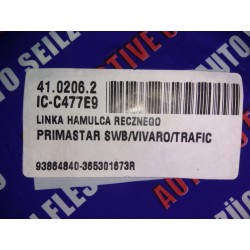 41.0206.2
IC-C477E9
LINKA HAMULCA RECZNEGO
PRIMASTAR SWB/VIVARO/TRAFIC
93864840-365301673R